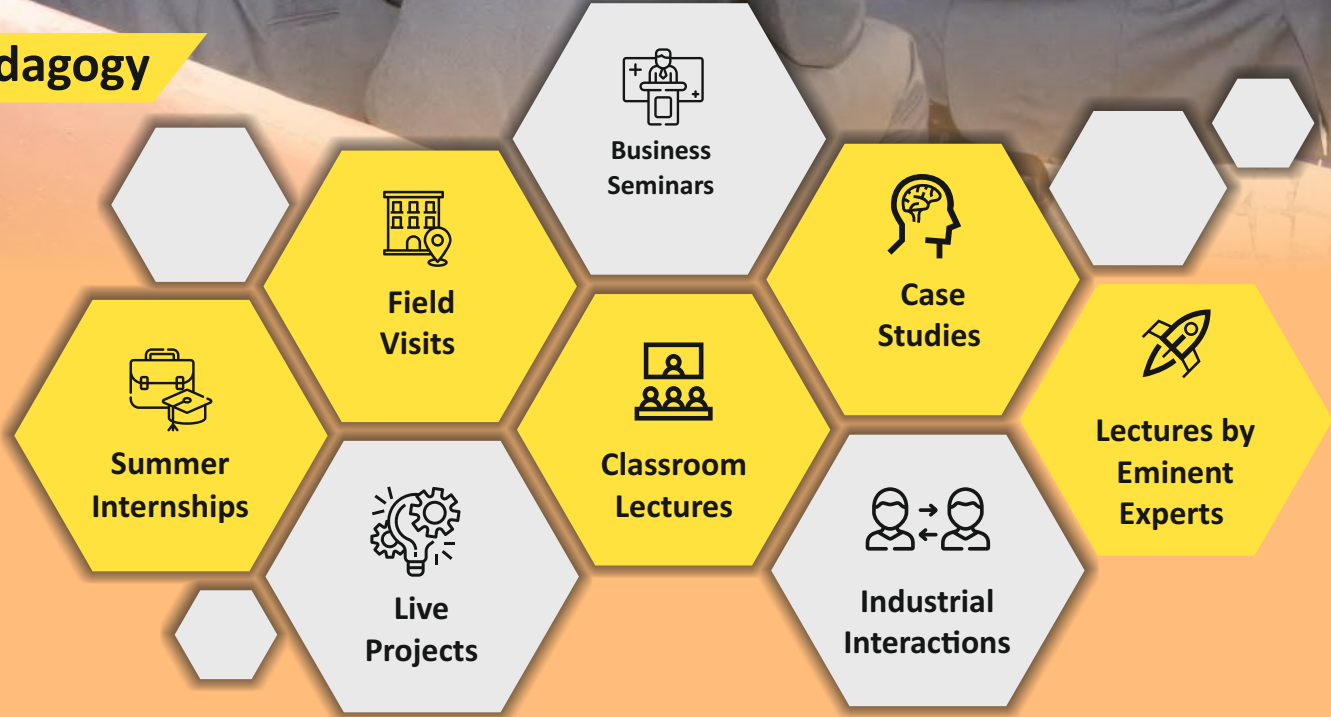 dagogy
Business
Seminars
Field
Visits
Case
Studies
Summer
Internships
Classroom
Lectures
Lectures by
Eminent
Experts
Live
Projects
Industrial
Interactions